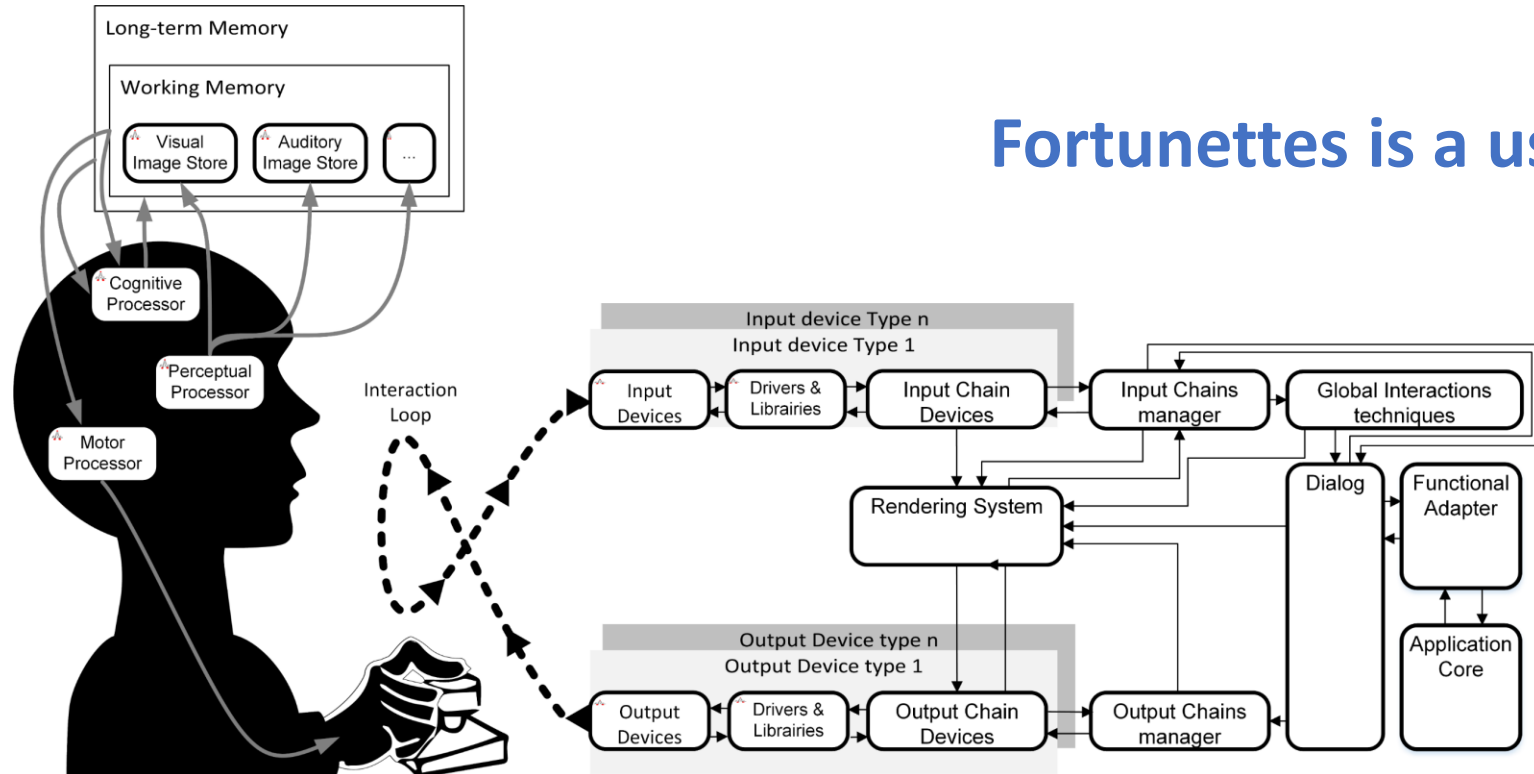 Long-term Memory
Working Memory
Visual
Image Store
Auditory
Image Store
...
Fortunettes is a us
Cognitive
Processor
Perceptual
Processor
Motor
Processor
Interaction
Loop
Input device Type n
Input device Type 1
Input
Devices
Drivers &
Librairies
Input Chain
Devices
Input Chains
manager
Global Interactions
techniques
Rendering System
Dialog
Functional
Adapter
Application
Core
Output Device type n
Output Device type 1
Output
Devices
Drivers &
Librairies
Output Chain
Devices
Output Chains
manager